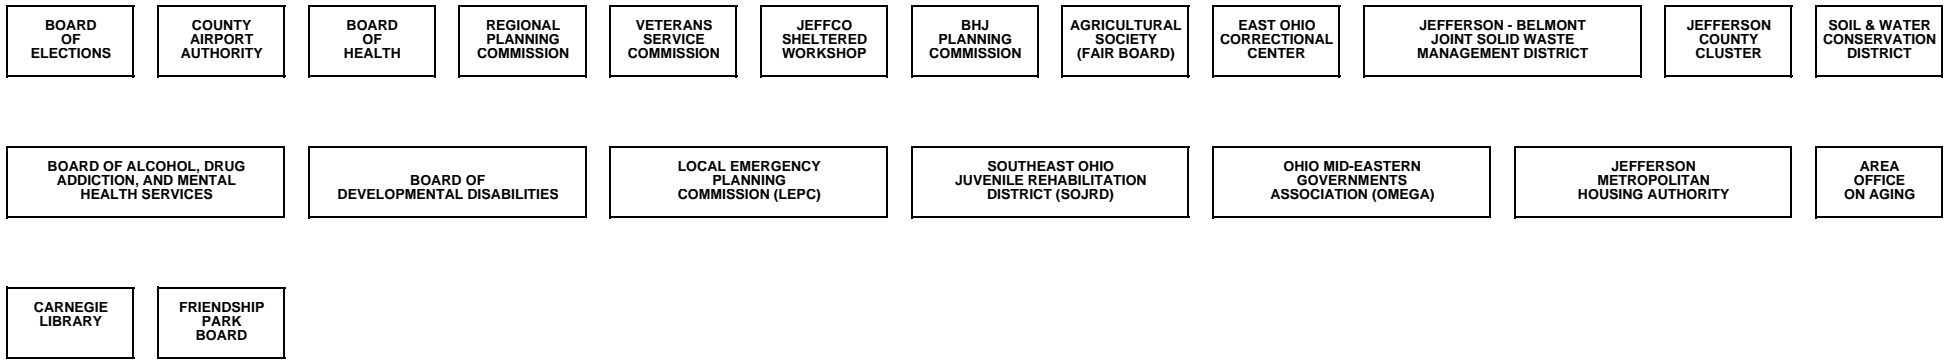 BOARD
OF
ELECTIONS
COUNTY
AIRPORT
AUTHORITY
BOARD
OF
HEALTH
REGIONAL
PLANNING
COMMISSION
VETERANS
SERVICE
COMMISSION
JEFFCO
SHELTERED
WORKSHOP
BHJ
PLANNING
COMMISSION
AGRICULTURAL
SOCIETY
(FAIR BOARD)
EAST OHIO
CORRECTIONAL
CENTER
JEFFERSON - BELMONT
JOINT SOLID WASTE
MANAGEMENT DISTRICT
JEFFERSON
COUNTY
CLUSTER
SOIL & WATER
CONSERVATION
DISTRICT
BOARD OF ALCOHOL, DRUG
ADDICTION, AND MENTAL
HEALTH SERVICES
BOARD OF
DEVELOPMENTAL DISABILITIES
LOCAL EMERGENCY
PLANNING
COMMISSION (LEPC)
SOUTHEAST OHIO
JUVENILE REHABILITATION
DISTRICT (SOJRD)
OHIO MID-EASTERN
GOVERNMENTS
ASSOCIATION (OMEGA)
JEFFERSON
METROPOLITAN
HOUSING AUTHORITY
AREA
OFFICE
ON AGING
CARNEGIE
LIBRARY
FRIENDSHIP
PARK
BOARD